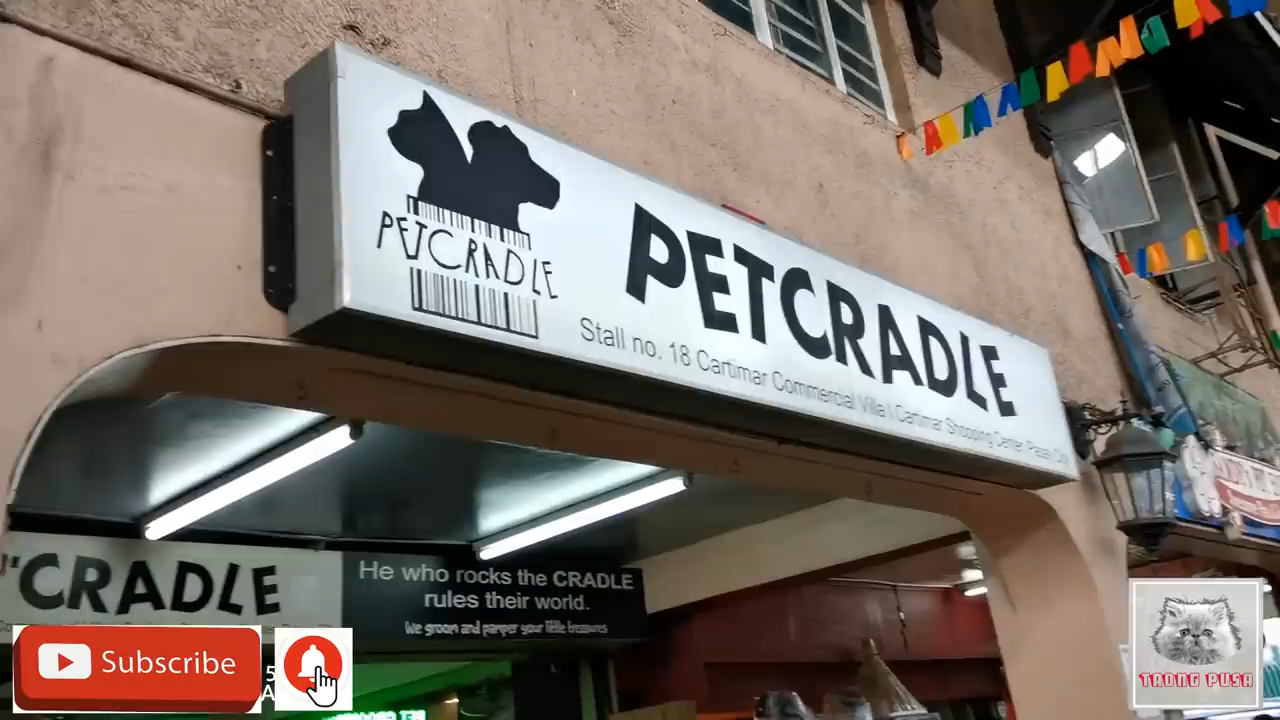 PETCRADLE
PETCRADLE
Stall no. 18 Cartimar Commercial Villa | Cartimar Shopping Center Pasay City
CRADLE
He who rocks the CRADLE
rules their world.
We groom and pamper your little treasures
Subscribe
TAONG PUSA